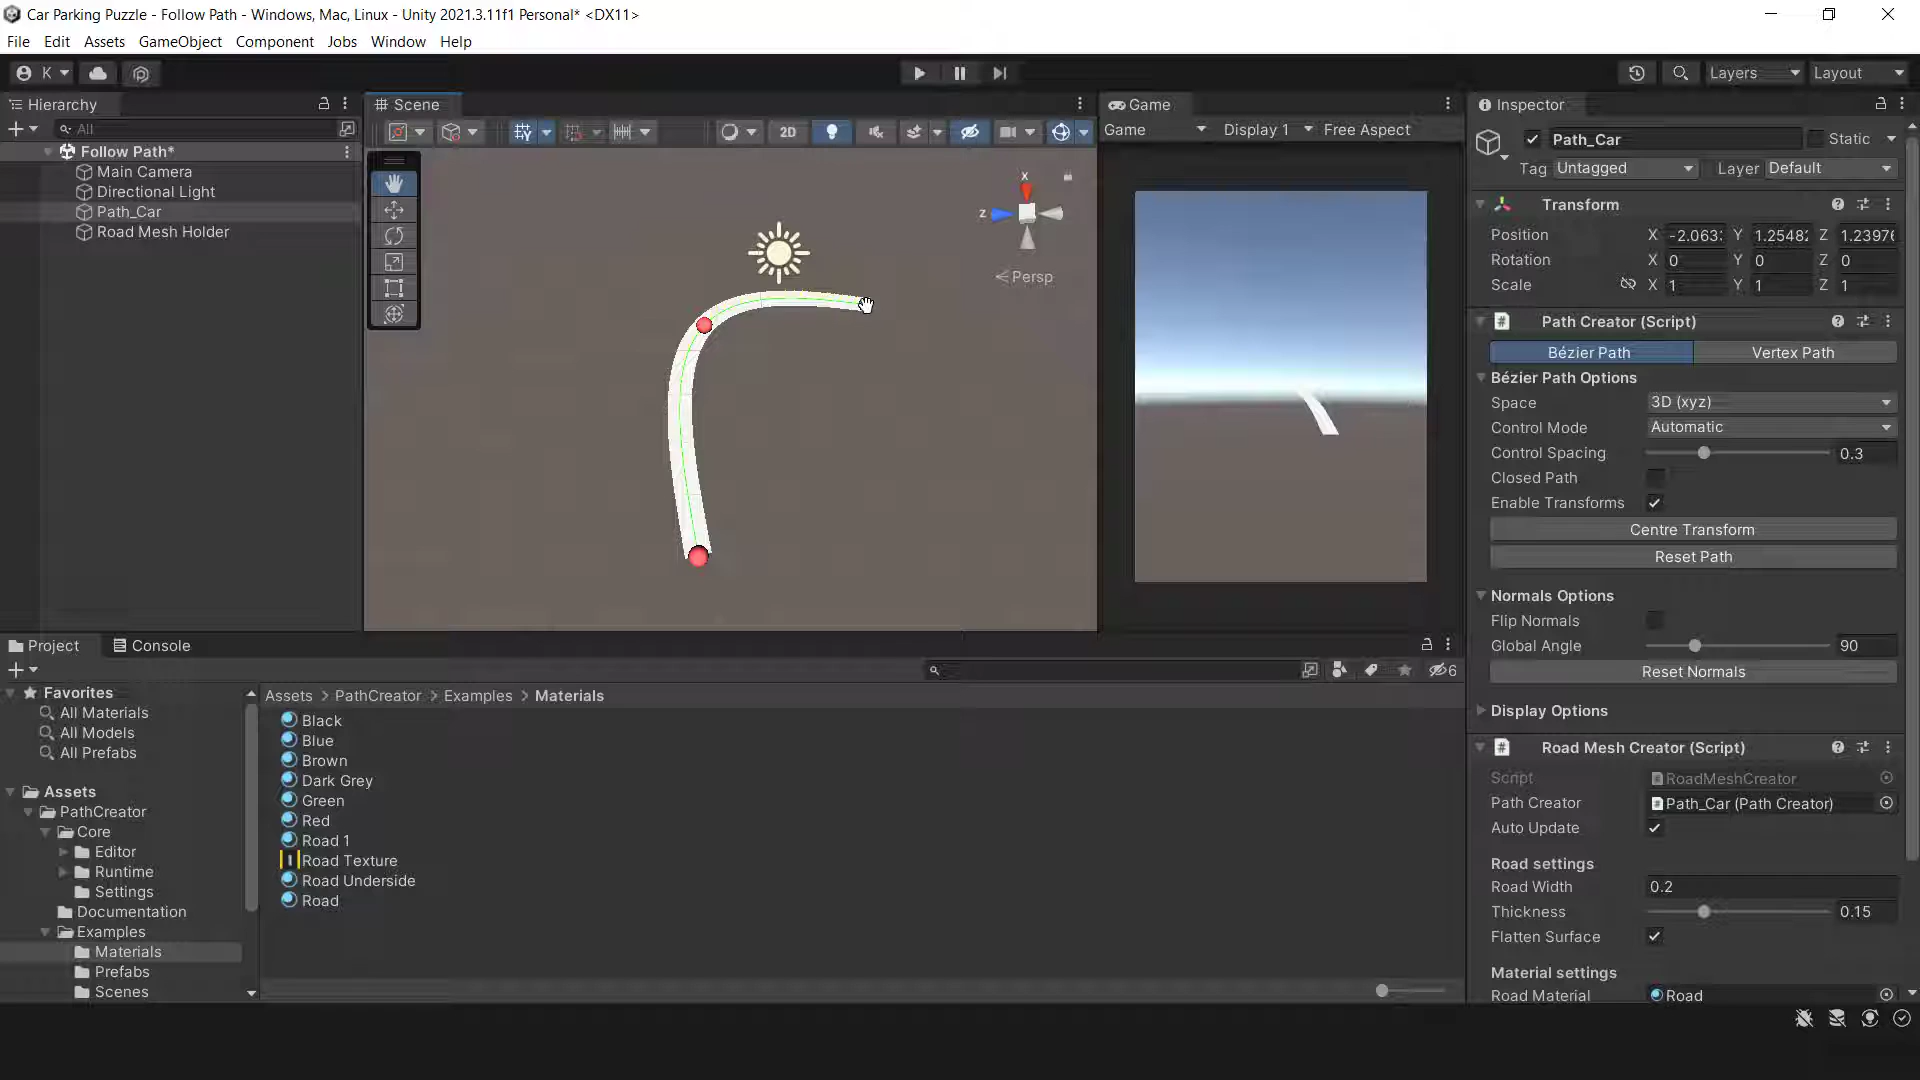 Car Parking Puzzle - Follow Path - Windows, Mac, Linux - Unity 2021.3.11f1 Personal* <DX11>
File Edit Assets GameObject Component Jobs Window Help
K
Layers Layout
Hierarchy
All
Follow Path*
Main Camera
Directional Light
Path_Car
Road Mesh Holder
Scene
2D
x
z
Persp
Game
Game Display 1 Free Aspect
Inspector
Path_Car Static
Tag Untagged Layer Default
Transform
Position X -2.063 Y 1.2548 Z 1.2397
Rotation X 0 Y 0 Z 0
Scale X 1 Y 1 Z 1
Path Creator (Script)
Bézier Path Vertex Path
Bézier Path Options
Space 3D (xyz)
Control Mode Automatic
Control Spacing 0.3
Closed Path
Enable Transforms
Centre Transform
Reset Path
Normals Options
Flip Normals
Global Angle 90
Reset Normals
Display Options
Road Mesh Creator (Script)
Script RoadMeshCreator
Path Creator Path_Car (Path Creator)
Auto Update
Road settings
Road Width 0.2
Thickness 0.15
Flatten Surface
Material settings
Road Material Road
Project Console
6
Favorites
All Materials
All Models
All Prefabs
Assets
PathCreator
Core
Editor
Runtime
Settings
Documentation
Examples
Materials
Prefabs
Scenes
Assets > PathCreator > Examples > Materials
Black
Blue
Brown
Dark Grey
Green
Red
Road 1
Road Texture
Road Underside
Road